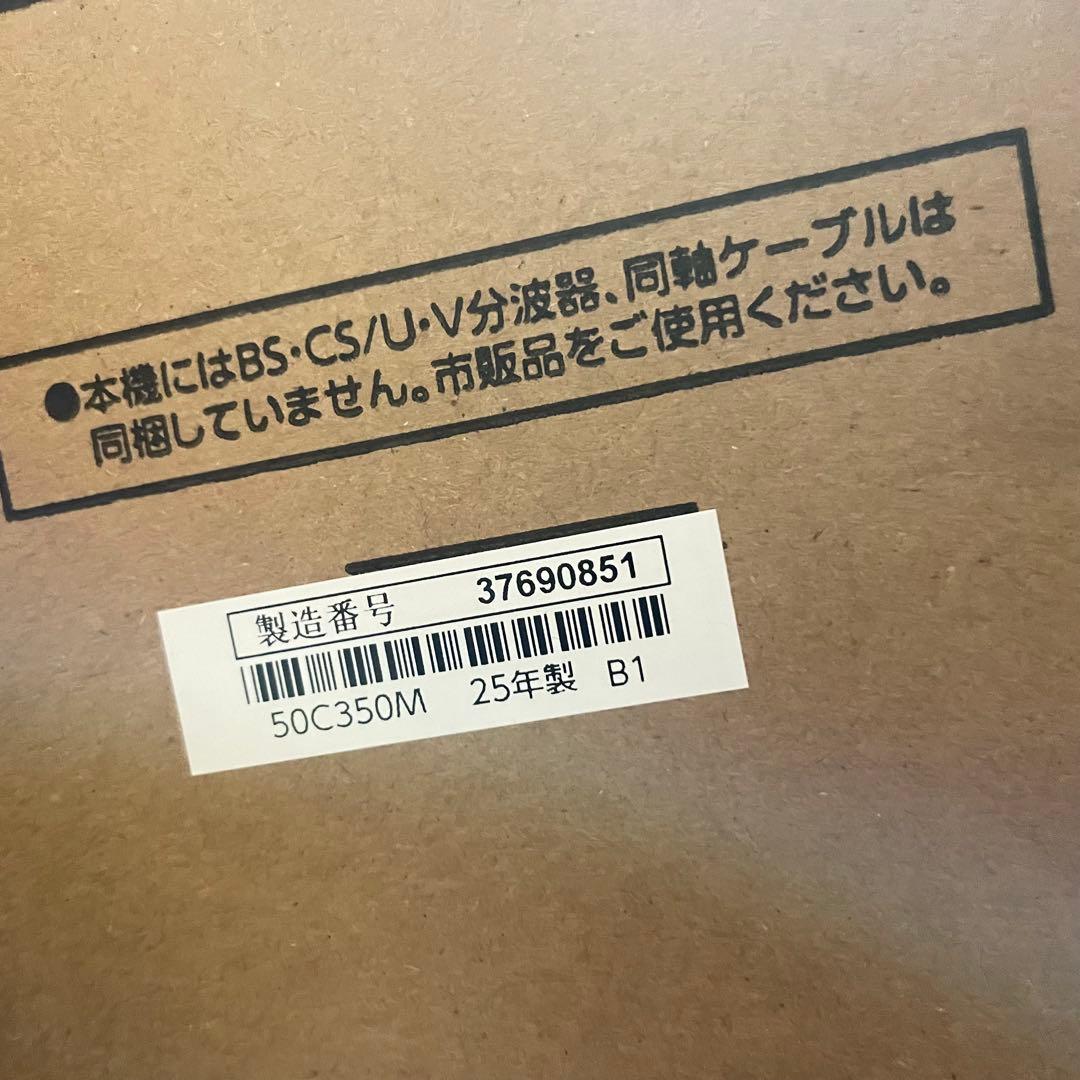 ●本機にはBS・CS/U・V分波器、同軸ケーブルは
同梱していません。市販品をご使用ください。
製造番号 37690851
50C350M 25年製 B1